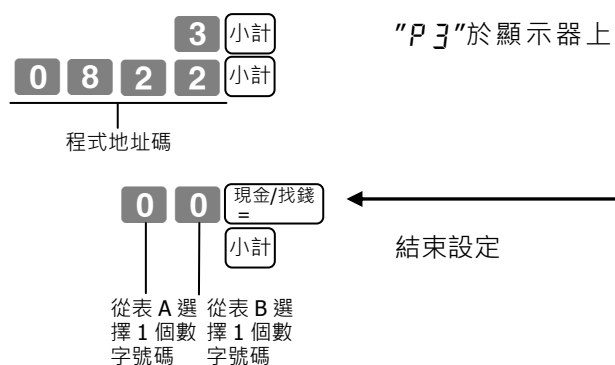 3 小計 "P 3"於顯示器上
0 8 2 2 小計
程式地址碼
0 0 現金/找錢
=
小計 結束設定
從表 A 選 從表 B 選
擇 1 個數 擇 1 個數
字號碼 字號碼